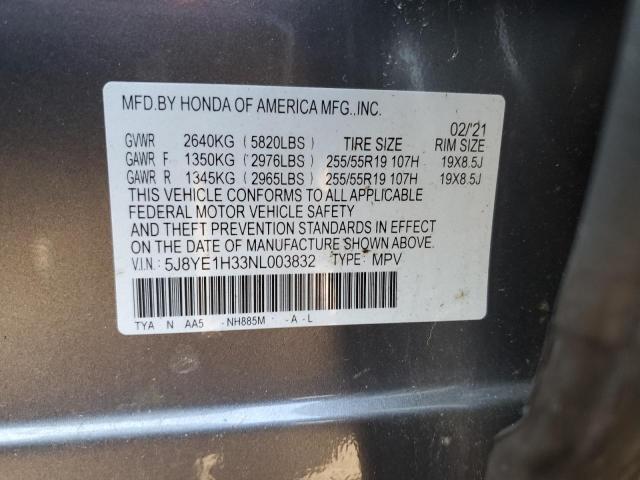 MFD.BY HONDA OF AMERICA MFG.,INC.
02/'21
GVWR 2640KG (5820LBS) TIRE SIZE RIM SIZE
GAWR F 1350KG (2976LBS) 255/55R19 107H 19X8.5J
GAWR R 1345KG (2965LBS) 255/55R19 107H 19X8.5J
THIS VEHICLE CONFORMS TO ALL APPLICABLE
FEDERAL MOTOR VEHICLE SAFETY
AND THEFT PREVENTION STANDARDS IN EFFECT
ON THE DATE OF MANUFACTURE SHOWN ABOVE.
V.I.N.: 5J8YE1H33NL003832 TYPE: MPV
TYA N AA5 -NH885M -A -L